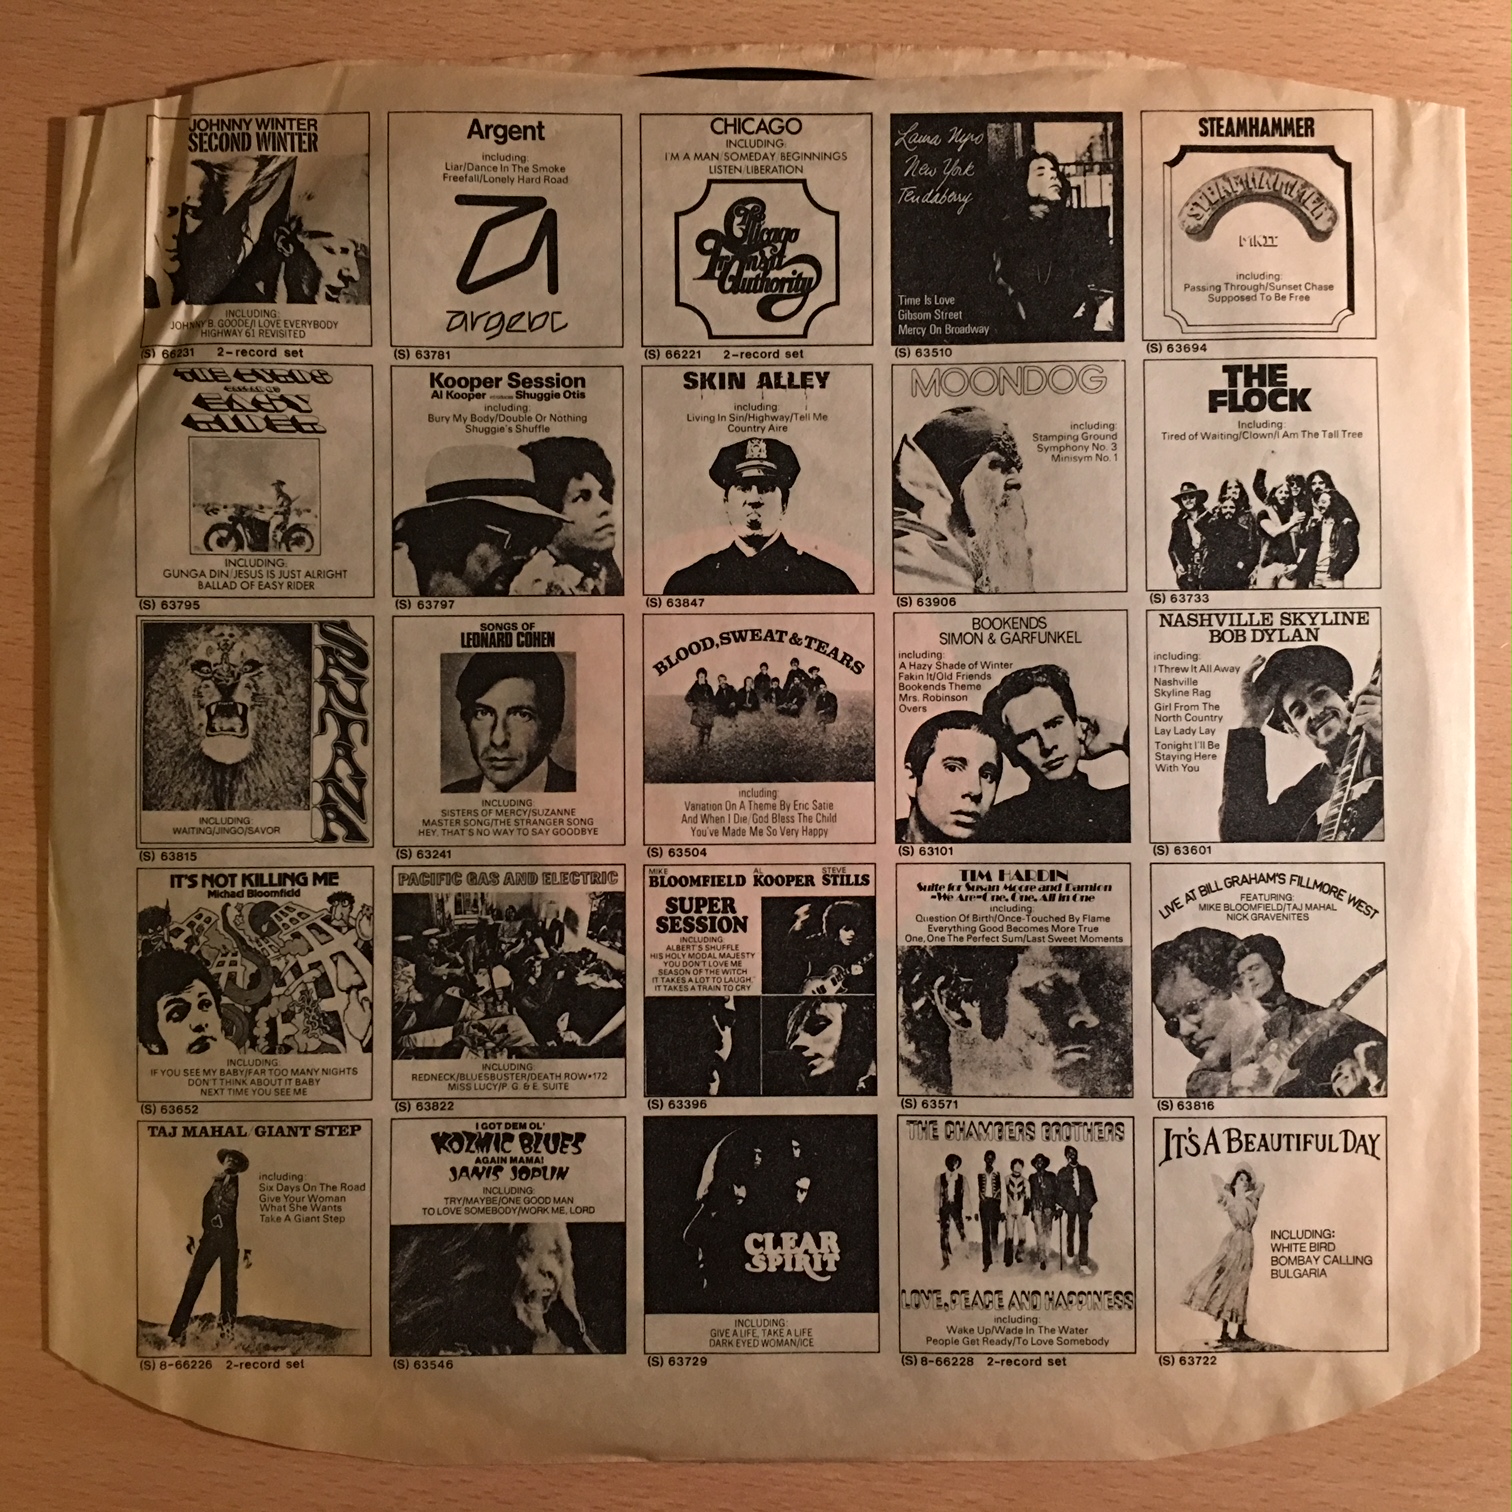 JOHNNY WINTER
SECOND WINTER
INCLUDING:
JOHNNY B. GOODE/I LOVE EVERYBODY
HIGHWAY 61 REVISITED
(S) 66231 2-record set
Argent
including:
Liar/Dance In The Smoke
Freefall/Lonely Hard Road
argent
(S) 63781
CHICAGO
INCLUDING:
I'M A MAN/SOMEDAY/BEGINNINGS
LISTEN/LIBERATION
The
Chicago
Transit
Authority
(S) 66221 2-record set
Laura Nyro
New York
Tendaberry
Time Is Love
Gibsom Street
Mercy On Broadway
(S) 63510
STEAMHAMMER
STEAMHAMMER
MKII
including:
Passing Through/Sunset Chase
Supposed To Be Free
(S) 63694
THE BYRDS
BALLAD OF
EASY
RIDER
INCLUDING:
GUNGA DIN/JESUS IS JUST ALRIGHT
BALLAD OF EASY RIDER
(S) 63795
Kooper Session
Al Kooper introduces Shuggie Otis
including:
Bury My Body/Double Or Nothing
Shuggie's Shuffle
(S) 63797
SKIN ALLEY
including:
Living In Sin/Highway/Tell Me
Country Aire
(S) 63847
MOONDOG
including:
Stamping Ground
Symphony No. 3
Minisym No. 1
(S) 63906
THE
FLOCK
Including:
Tired of Waiting/Clown/I Am The Tall Tree
(S) 63733
SANTANA
INCLUDING:
WAITING/JINGO/SAVOR
(S) 63815
SONGS OF
LEONARD COHEN
INCLUDING:
SISTERS OF MERCY/SUZANNE
MASTER SONG/THE STRANGER SONG
HEY, THAT'S NO WAY TO SAY GOODBYE
(S) 63241
BLOOD, SWEAT & TEARS
including:
Variation On A Theme By Eric Satie
And When I Die/God Bless The Child
You've Made Me So Very Happy
(S) 63504
BOOKENDS
SIMON & GARFUNKEL
including:
A Hazy Shade of Winter
Fakin It/Old Friends
Bookends Theme
Mrs. Robinson
Overs
(S) 63101
NASHVILLE SKYLINE
BOB DYLAN
including:
I Threw It All Away
Nashville
Skyline Rag
Girl From The
North Country
Lay Lady Lay
Tonight I'll Be
Staying Here
With You
(S) 63601
IT'S NOT KILLING ME
Michael Bloomfield
INCLUDING:
IF YOU SEE MY BABY/FAR TOO MANY NIGHTS
DON'T THINK ABOUT IT BABY
NEXT TIME YOU SEE ME
(S) 63652
PACIFIC GAS AND ELECTRIC
INCLUDING:
REDNECK/BLUESBUSTER/DEATH ROW•172
MISS LUCY/P. G. & E. SUITE
(S) 63822
MIKE BLOOMFIELD AL KOOPER STEVE STILLS
SUPER
SESSION
INCLUDING:
ALBERT'S SHUFFLE
HIS HOLY MODAL MAJESTY
YOU DON'T LOVE ME
SEASON OF THE WITCH
IT TAKES A LOT TO LAUGH,
IT TAKES A TRAIN TO CRY
(S) 63396
TIM HARDIN
Suite for Susan Moore and Damion
-We Are-One, One, All in One
including:
Question Of Birth/Once-Touched By Flame
Everything Good Becomes More True
One, One The Perfect Sum/Last Sweet Moments
(S) 63571
LIVE AT BILL GRAHAM'S FILLMORE WEST
FEATURING:
MIKE BLOOMFIELD/TAJ MAHAL
NICK GRAVENITES
(S) 63816
TAJ MAHAL/GIANT STEP
including:
Six Days On The Road
Give Your Woman
What She Wants
Take A Giant Step
(S) 8-66226 2-record set
I GOT DEM OL'
KOZMIC BLUES
AGAIN MAMA!
JANIS JOPLIN
INCLUDING:
TRY/MAYBE/ONE GOOD MAN
TO LOVE SOMEBODY/WORK ME, LORD
(S) 63546
CLEAR
SPIRIT
INCLUDING:
GIVE A LIFE, TAKE A LIFE
DARK EYED WOMAN/ICE
(S) 63729
THE CHAMBERS BROTHERS
LOVE, PEACE AND HAPPINESS
including:
Wake Up/Wade In The Water
People Get Ready/To Love Somebody
(S) 8-66228 2-record set
IT'S A BEAUTIFUL DAY
INCLUDING:
WHITE BIRD
BOMBAY CALLING
BULGARIA
(S) 63722